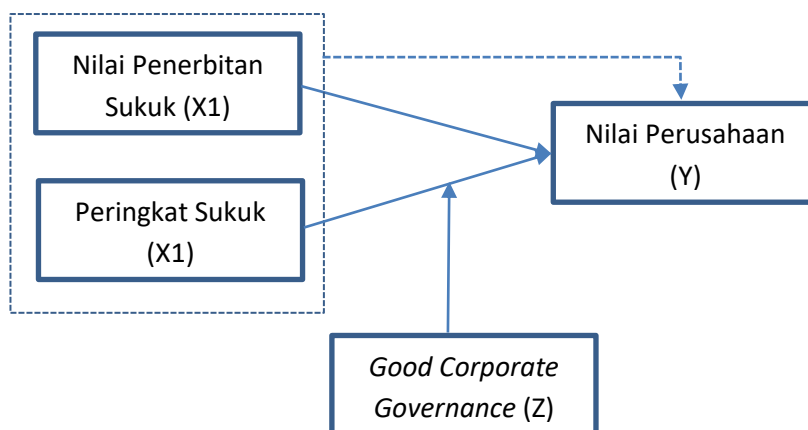 Nilai Penerbitan
Sukuk (X1)
Nilai Perusahaan
(Y)
Peringkat Sukuk
(X1)
Good Corporate
Governance (Z)